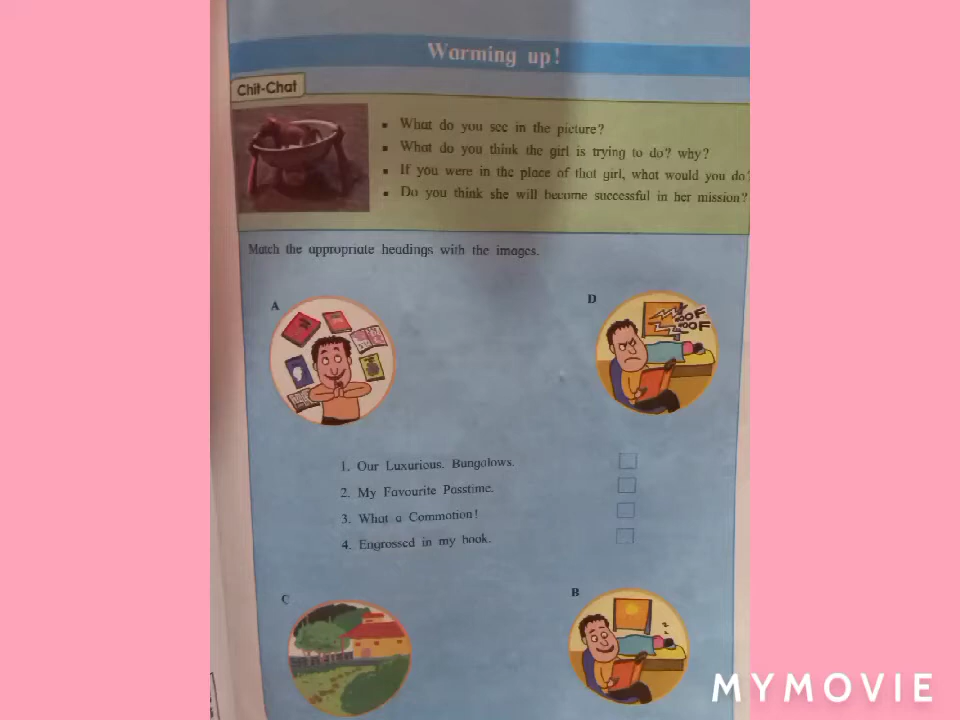 Warming up!
Chit-Chat
▪ What do you see in the picture?
▪ What do you think the girl is trying to do? why?
▪ If you were in the place of that girl, what would you do?
▪ Do you think she will become successful in her mission?
Match the appropriate headings with the images.
A
D
OOF
OOF
1. Our Luxurious. Bungalows.
2. My Favourite Passtime.
3. What a Commotion!
4. Engrossed in my book.
C
B
z
z
MYMOVIE